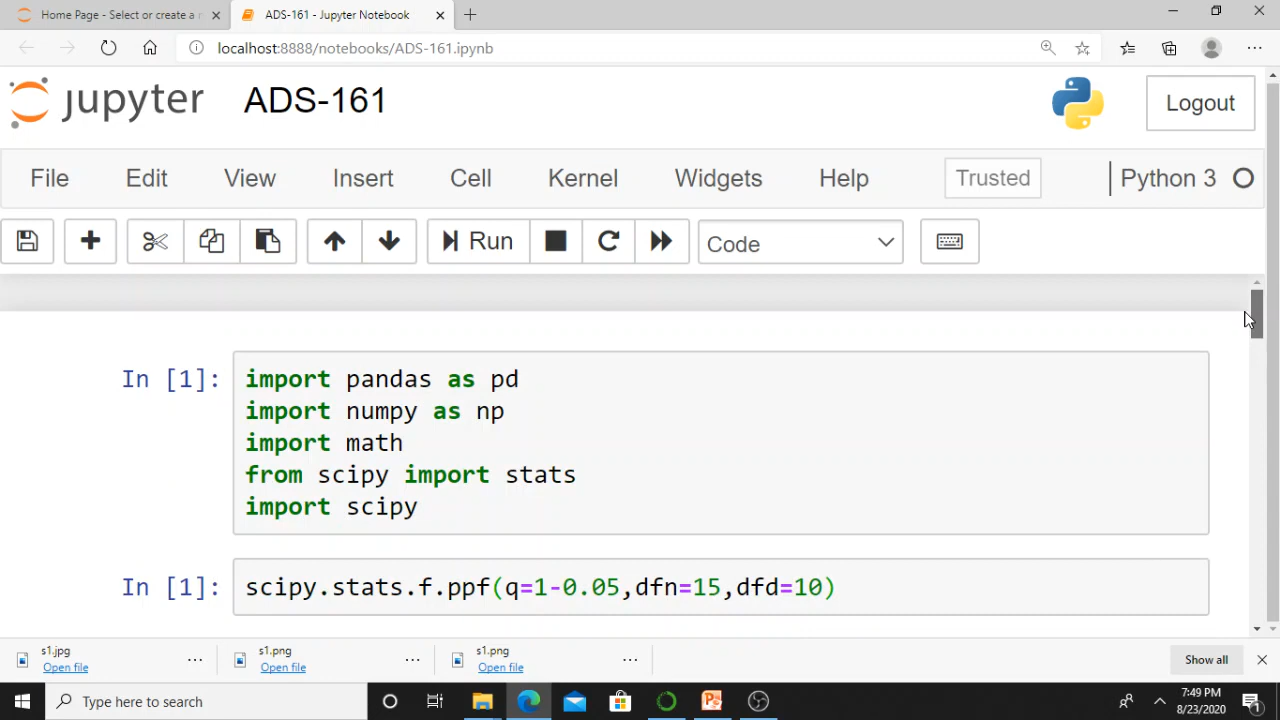 Home Page - Select or create a n
ADS-161 - Jupyter Notebook
localhost:8888/notebooks/ADS-161.ipynb
jupyter
ADS-161
Logout
File
Edit
View
Insert
Cell
Kernel
Widgets
Help
Trusted
Python 3
Run
Code
In [1]:
import pandas as pd
import numpy as np
import math
from scipy import stats
import scipy
In [1]:
scipy.stats.f.ppf(q=1-0.05,dfn=15,dfd=10)
s1.jpg
Open file
s1.png
Open file
s1.png
Open file
Show all
Type here to search
7:49 PM
8/23/2020
1